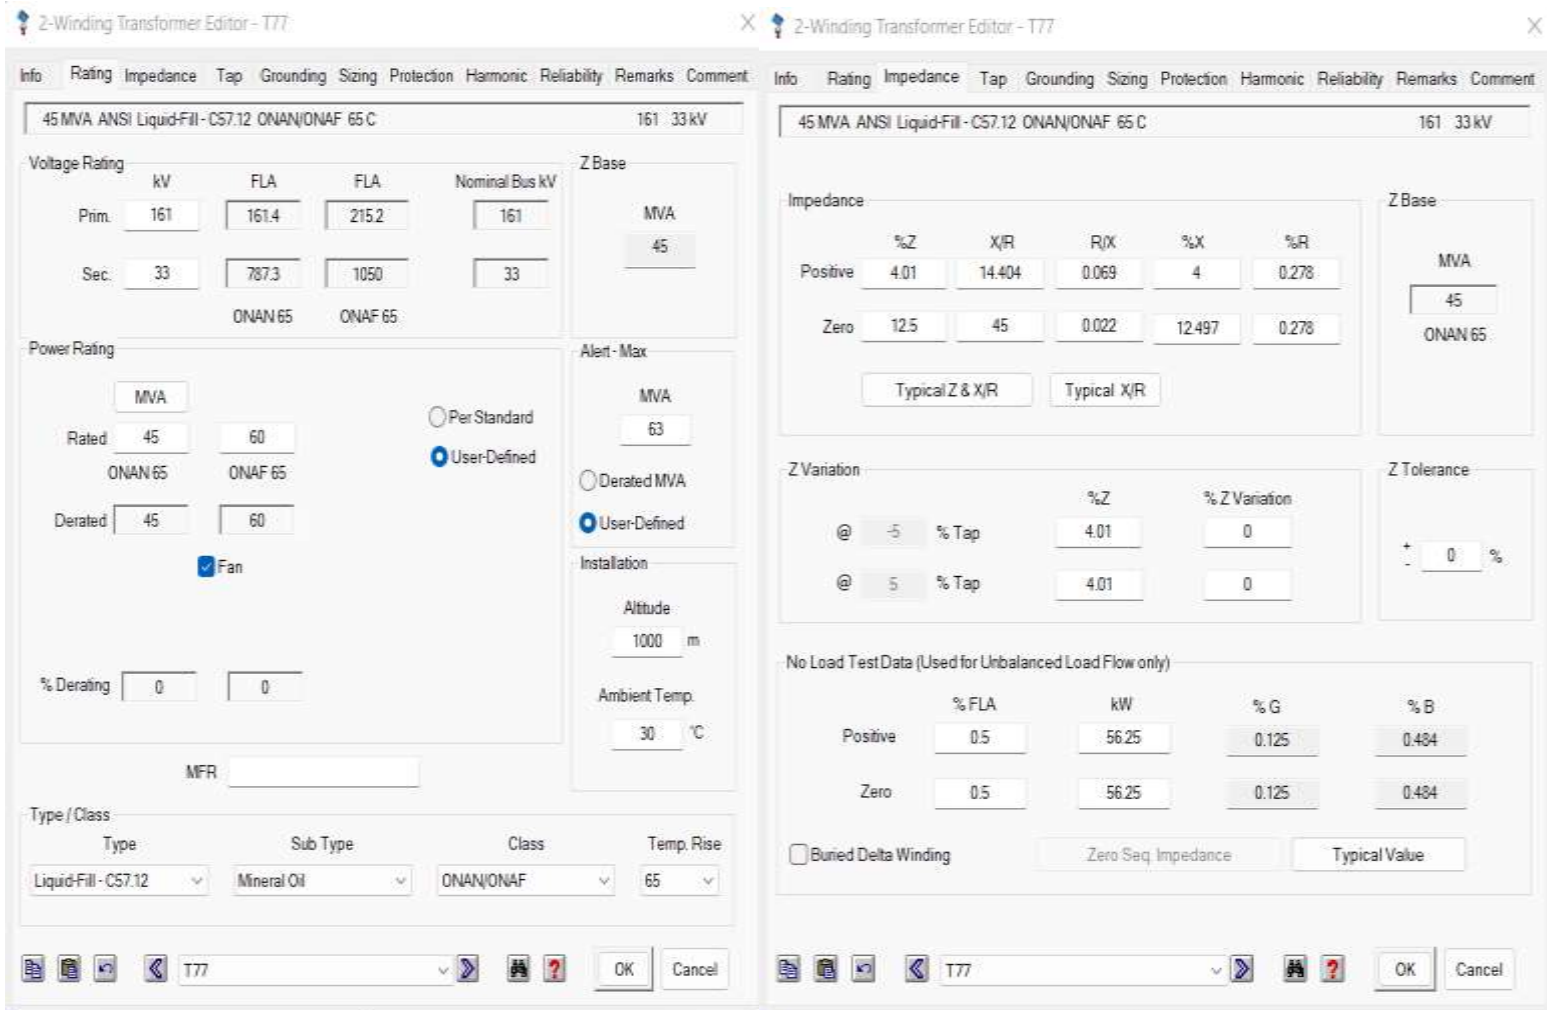 2-Winding Transformer Editor - T77
Info Rating Impedance Tap Grounding Sizing Protection Harmonic Reliability Remarks Comment
45 MVA ANSI Liquid-Fill - C57.12 ONAN/ONAF 65 C 161 33 kV
Voltage Rating
kV FLA FLA Nominal Bus kV
Prim. 161 161.4 215.2 161
Sec. 33 787.3 1050 33
ONAN 65 ONAF 65
Z Base
MVA
45
Power Rating
MVA
Rated 45 60
ONAN 65 ONAF 65
Derated 45 60
Fan
% Derating 0 0
Per Standard
User-Defined
Alert - Max
MVA
63
Derated MVA
User-Defined
Installation
Altitude
1000 m
Ambient Temp.
30 °C
MFR
Type / Class
Type Sub Type Class Temp. Rise
Liquid-Fill - C57.12 Mineral Oil ONAN/ONAF 65
T77 ? OK Cancel
2-Winding Transformer Editor - T77
Info Rating Impedance Tap Grounding Sizing Protection Harmonic Reliability Remarks Comment
45 MVA ANSI Liquid-Fill - C57.12 ONAN/ONAF 65 C 161 33 kV
Impedance
%Z X/R R/X %X %R
Positive 4.01 14.404 0.069 4 0.278
Zero 12.5 45 0.022 12.497 0.278
Typical Z & X/R Typical X/R
Z Base
MVA
45
ONAN 65
Z Variation
%Z % Z Variation
@ -5 % Tap 4.01 0
@ 5 % Tap 4.01 0
Z Tolerance
+ - 0 %
No Load Test Data (Used for Unbalanced Load Flow only)
% FLA kW % G % B
Positive 0.5 56.25 0.125 0.484
Zero 0.5 56.25 0.125 0.484
Buried Delta Winding Zero Seq. Impedance Typical Value
T77 ? OK Cancel